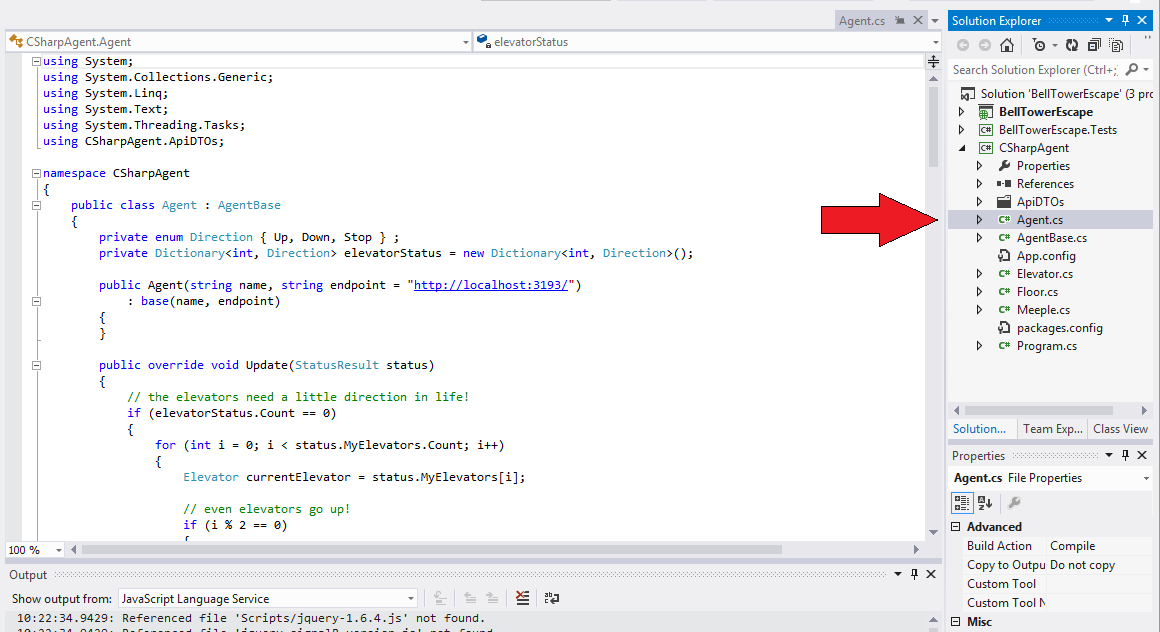 Agent.cs
CSharpAgent.Agent
elevatorStatus
using System;
using System.Collections.Generic;
using System.Linq;
using System.Text;
using System.Threading.Tasks;
using CSharpAgent.ApiDTOs;
namespace CSharpAgent
{
public class Agent : AgentBase
{
private enum Direction { Up, Down, Stop } ;
private Dictionary<int, Direction> elevatorStatus = new Dictionary<int, Direction>();
public Agent(string name, string endpoint = "http://localhost:3193/")
: base(name, endpoint)
{
}
public override void Update(StatusResult status)
{
// the elevators need a little direction in life!
if (elevatorStatus.Count == 0)
{
for (int i = 0; i < status.MyElevators.Count; i++)
{
Elevator currentElevator = status.MyElevators[i];
// even elevators go up!
if (i % 2 == 0)
{
100 %
Output
Show output from: JavaScript Language Service
10:22:34.9429: Referenced file 'Scripts/jquery-1.6.4.js' not found.
Solution Explorer
Search Solution Explorer (Ctrl+;
Solution 'BellTowerEscape' (3 pro
BellTowerEscape
C# BellTowerEscape.Tests
C# CSharpAgent
Properties
References
ApiDTOs
C# Agent.cs
C# AgentBase.cs
App.config
C# Elevator.cs
C# Floor.cs
C# Meeple.cs
packages.config
C# Program.cs
Solution... Team Exp... Class View
Properties
Agent.cs File Properties
Advanced
Build Action Compile
Copy to Outpu Do not copy
Custom Tool
Custom Tool N
Misc